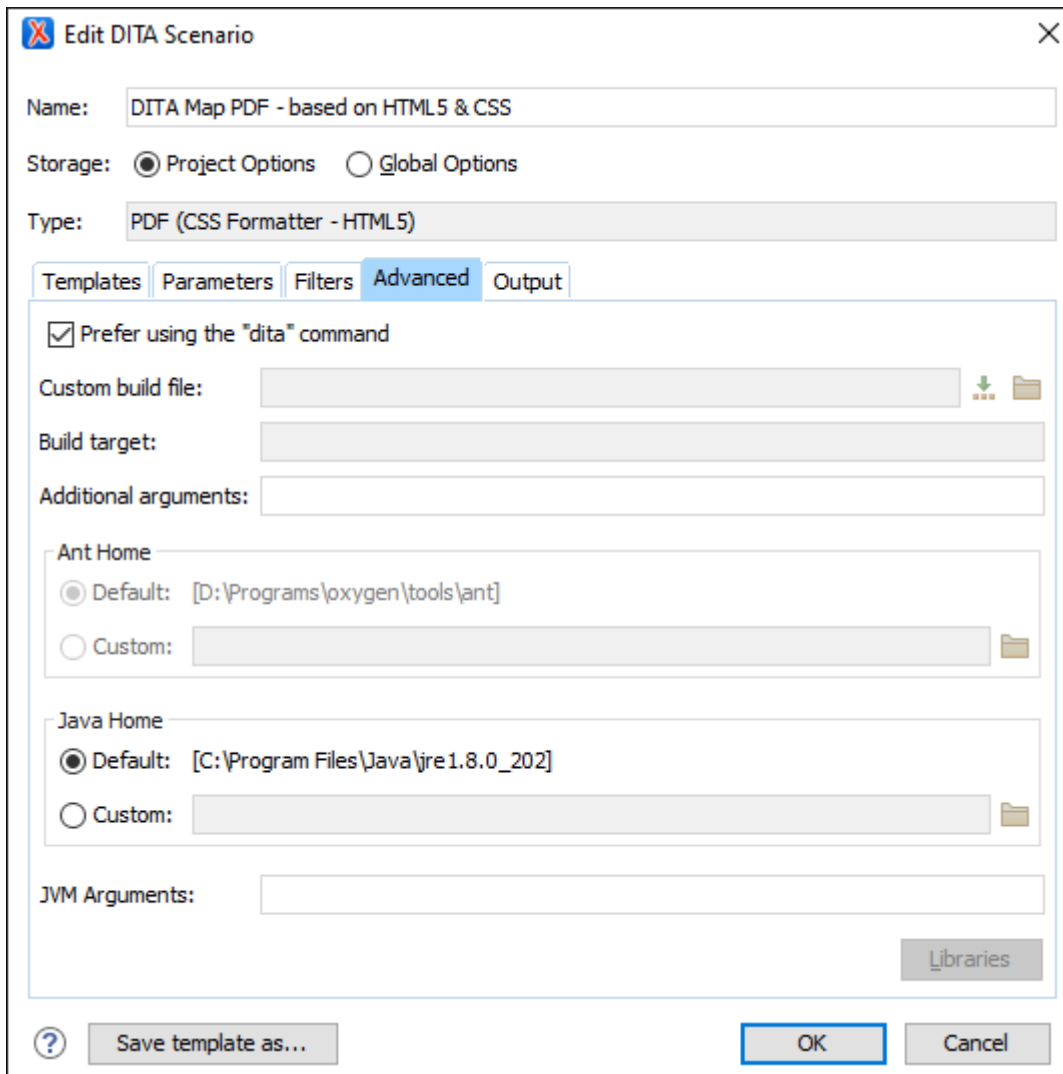 Edit DITA Scenario
Name: DITA Map PDF - based on HTML5 & CSS
Storage: Project Options Global Options
Type: PDF (CSS Formatter - HTML5)
Templates Parameters Filters Advanced Output
Prefer using the "dita" command
Custom build file:
Build target:
Additional arguments:
Ant Home
Default: [D:\Programs\oxygen\tools\ant]
Custom:
Java Home
Default: [C:\Program Files\Java\jre1.8.0_202]
Custom:
JVM Arguments:
Libraries
? Save template as... OK Cancel